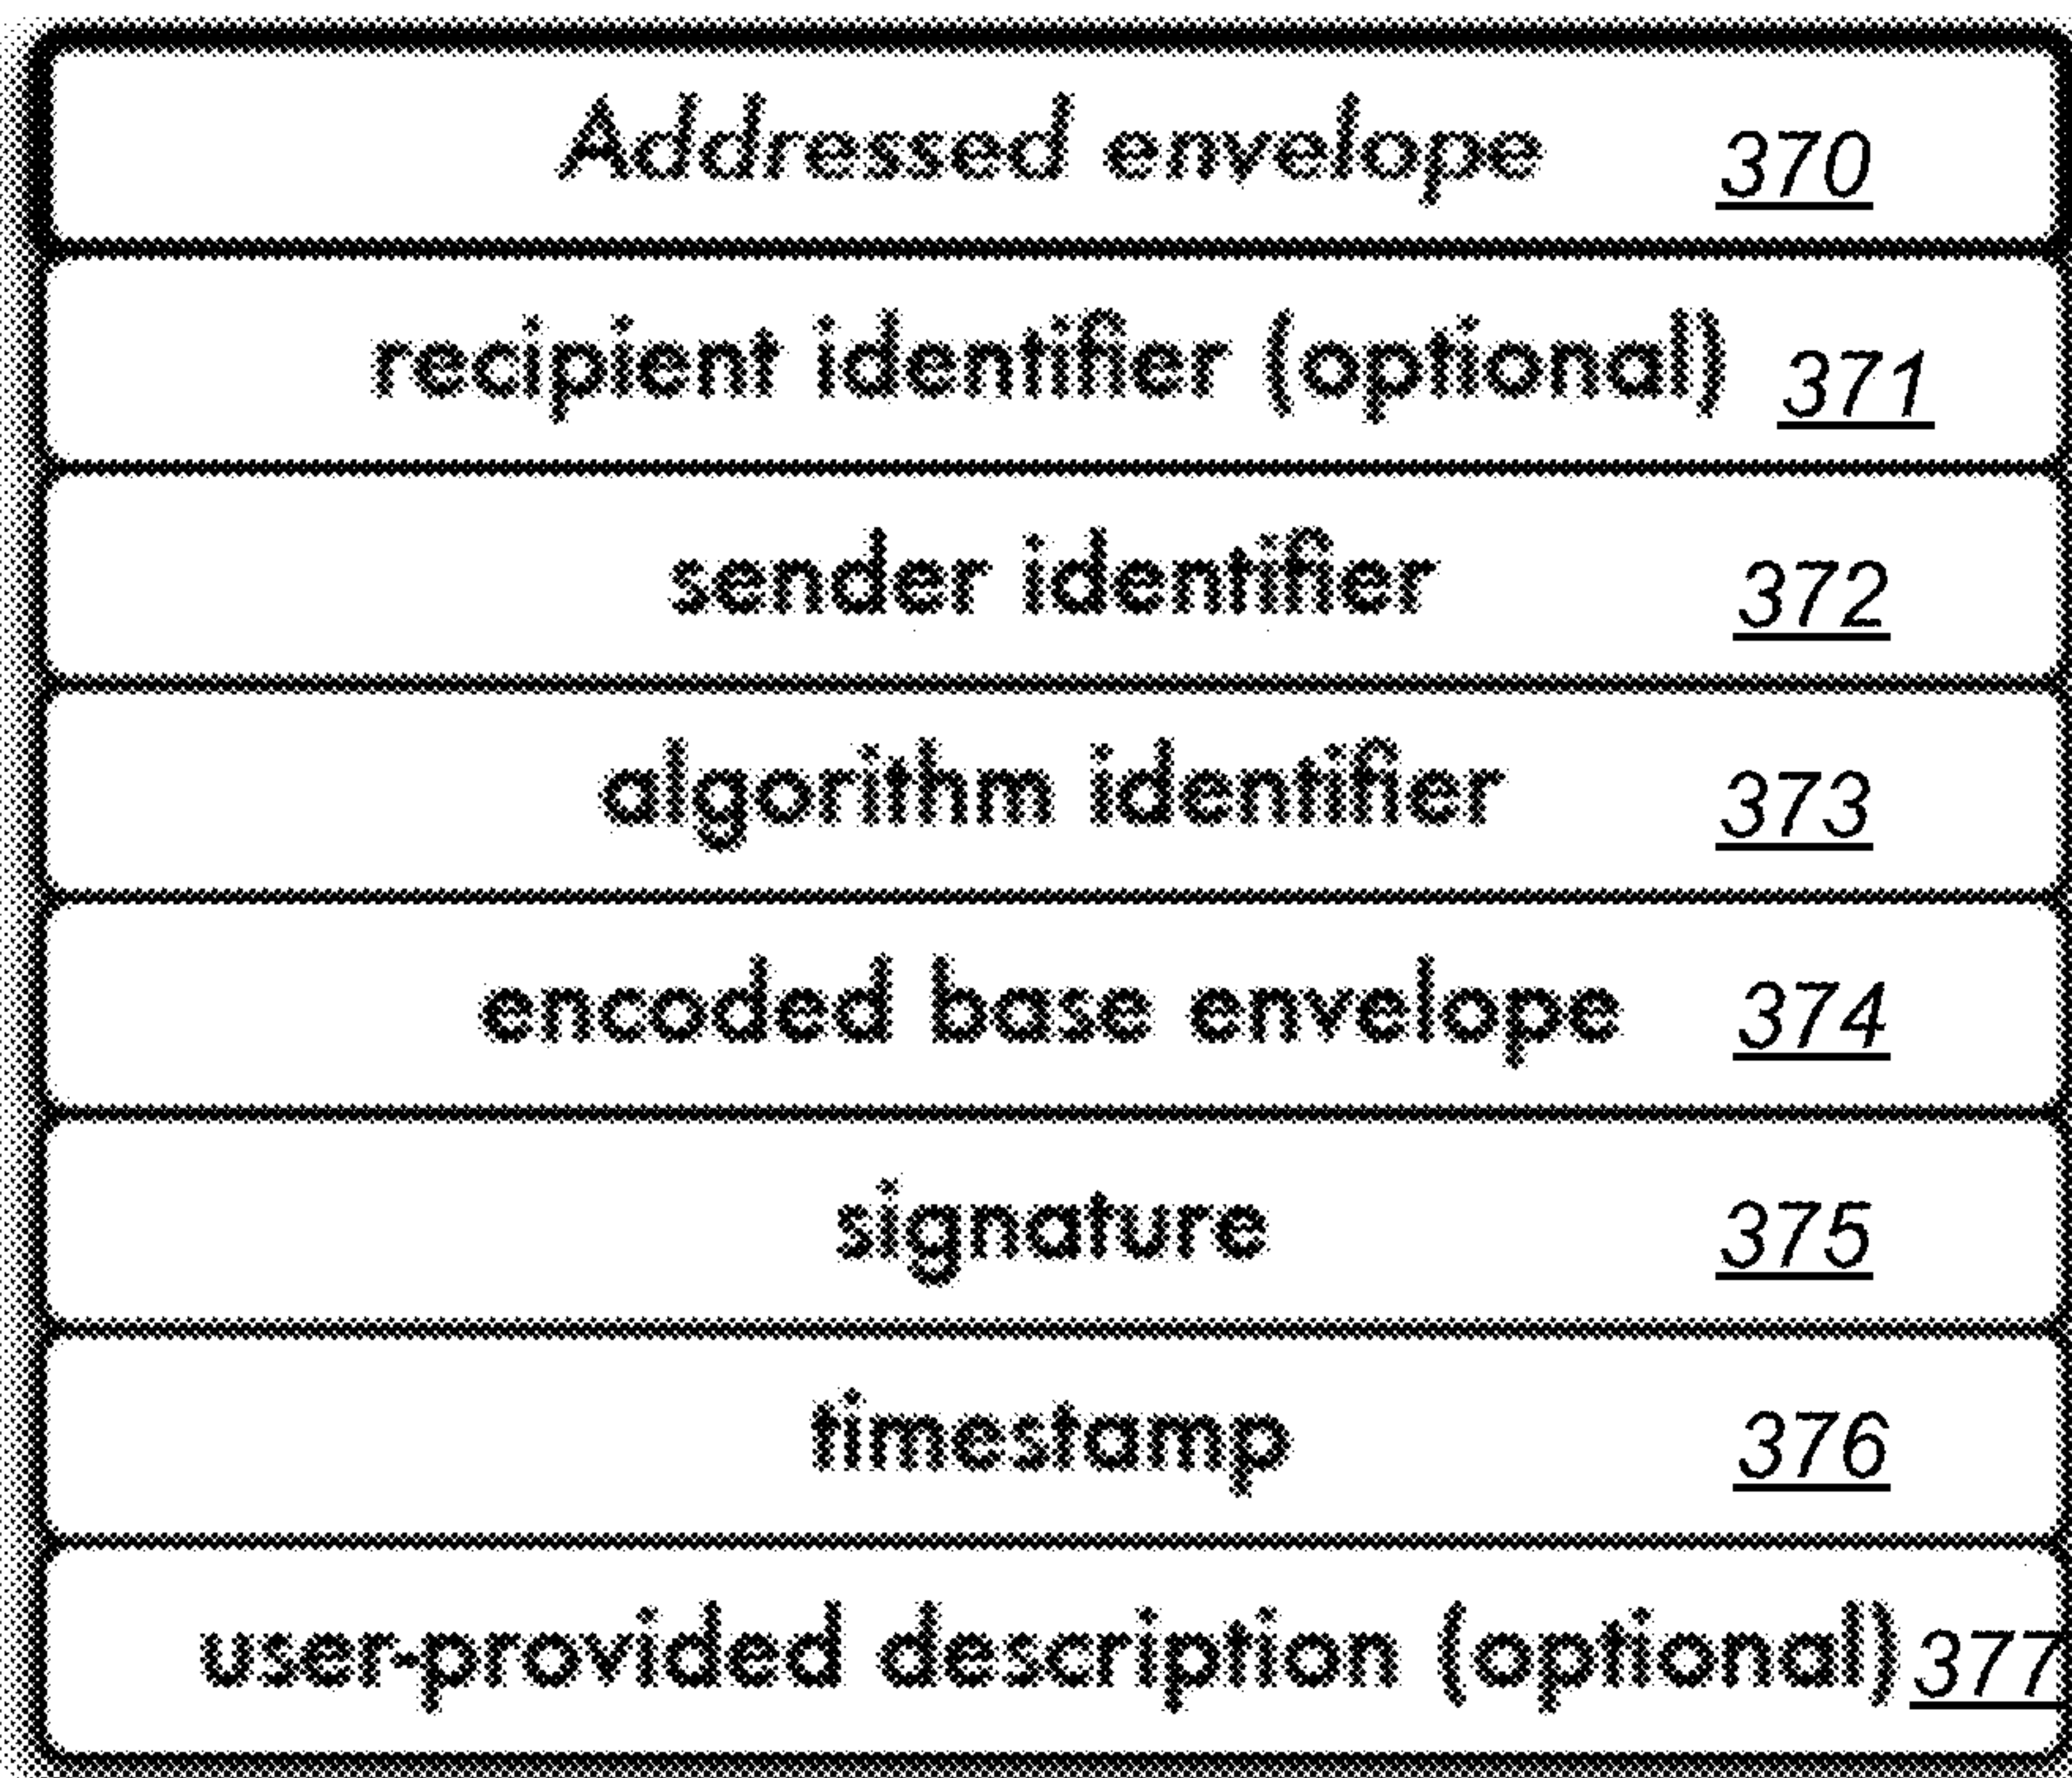 Addressed envelope 370
recipient identifier (optional) 371
sender identifier 372
algorithm identifier 373
encoded base envelope 374
signature 375
timestamp 376
user-provided description (optional) 377